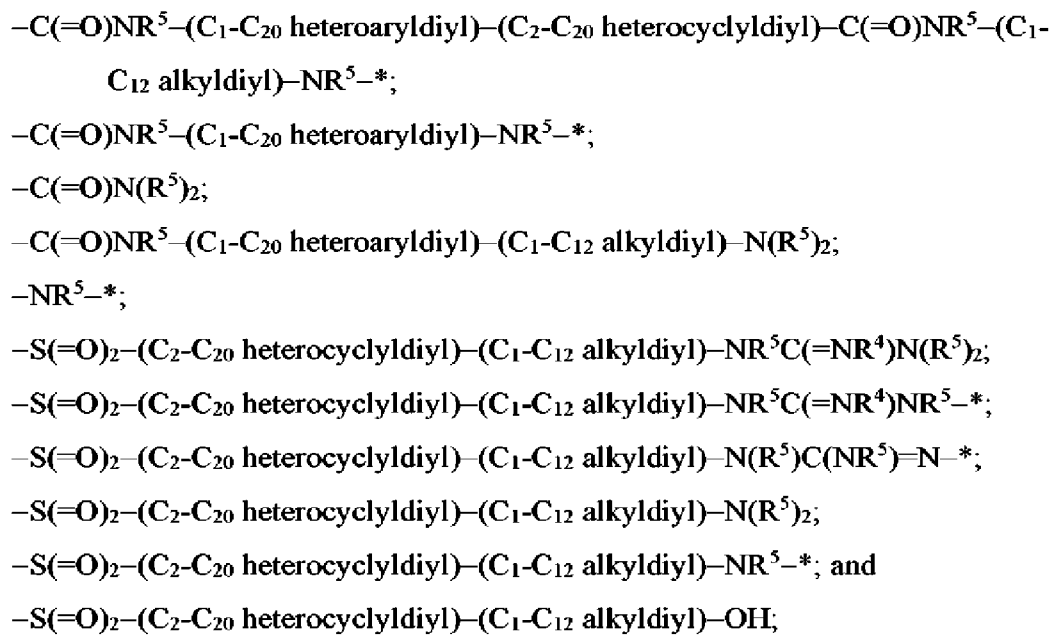 –C(=O)NR⁵–(C₁-C₂₀ heteroaryldiyl)–(C₂-C₂₀ heterocyclyldiyl)–C(=O)NR⁵–(C₁-
C₁₂ alkyldiyl)–NR⁵–*;
–C(=O)NR⁵–(C₁-C₂₀ heteroaryldiyl)–NR⁵–*;
–C(=O)N(R⁵)₂;
–C(=O)NR⁵–(C₁-C₂₀ heteroaryldiyl)–(C₁-C₁₂ alkyldiyl)–N(R⁵)₂;
–NR⁵–*;
–S(=O)₂–(C₂-C₂₀ heterocyclyldiyl)–(C₁-C₁₂ alkyldiyl)–NR⁵C(=NR⁴)N(R⁵)₂;
–S(=O)₂–(C₂-C₂₀ heterocyclyldiyl)–(C₁-C₁₂ alkyldiyl)–NR⁵C(=NR⁴)NR⁵–*;
–S(=O)₂–(C₂-C₂₀ heterocyclyldiyl)–(C₁-C₁₂ alkyldiyl)–N(R⁵)C(NR⁵)=N–*;
–S(=O)₂–(C₂-C₂₀ heterocyclyldiyl)–(C₁-C₁₂ alkyldiyl)–N(R⁵)₂;
–S(=O)₂–(C₂-C₂₀ heterocyclyldiyl)–(C₁-C₁₂ alkyldiyl)–NR⁵–*; and
–S(=O)₂–(C₂-C₂₀ heterocyclyldiyl)–(C₁-C₁₂ alkyldiyl)–OH;